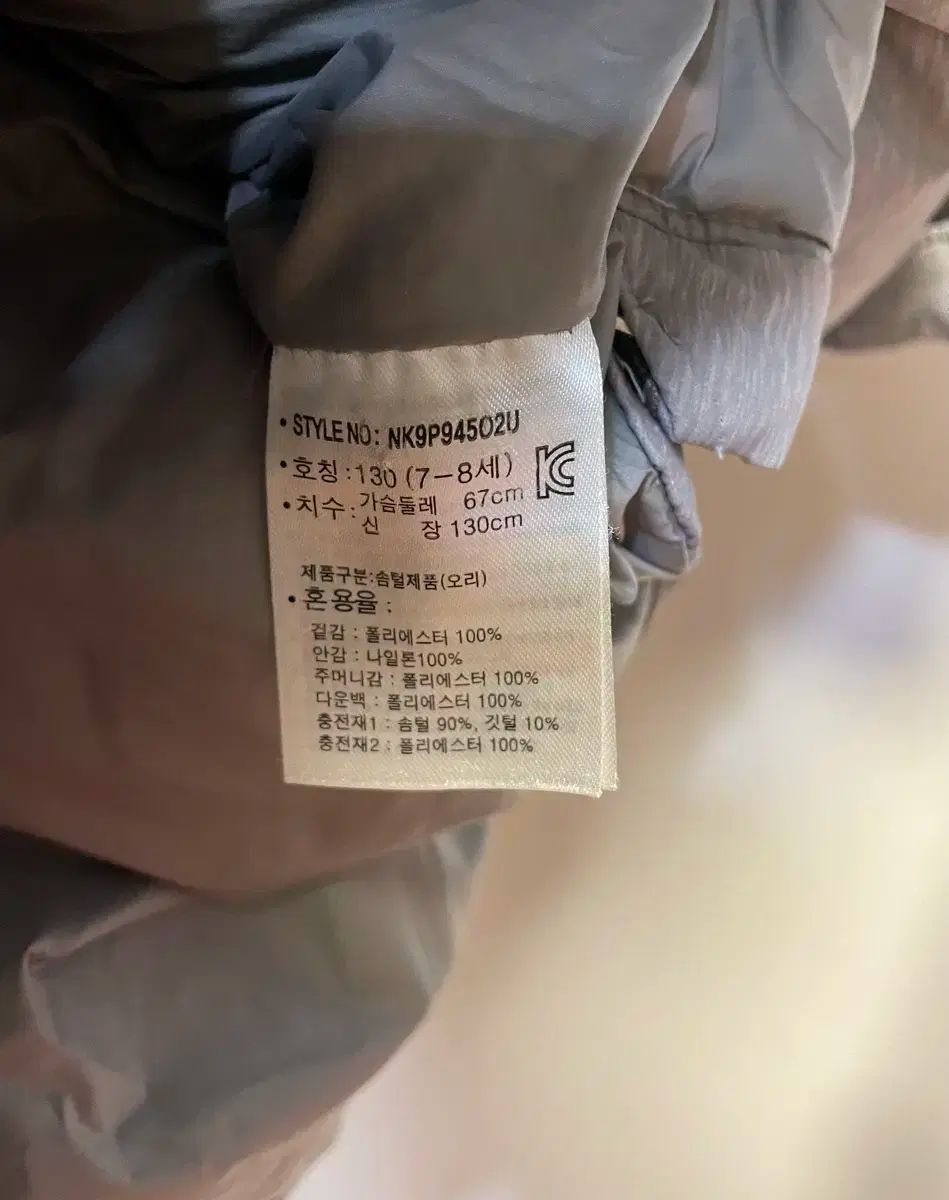 • STYLE NO: NK9P94502U
• 호칭 : 130 (7-8세)
• 치수 : 가슴둘레 67cm
신 장 130cm
제품구분:솜털제품(오리)
• 혼용율 :
겉감 : 폴리에스터 100%
안감 : 나일론100%
주머니감 : 폴리에스터 100%
다운백 : 폴리에스터 100%
충전재1 : 솜털 90%, 깃털 10%
충전재2 : 폴리에스터 100%